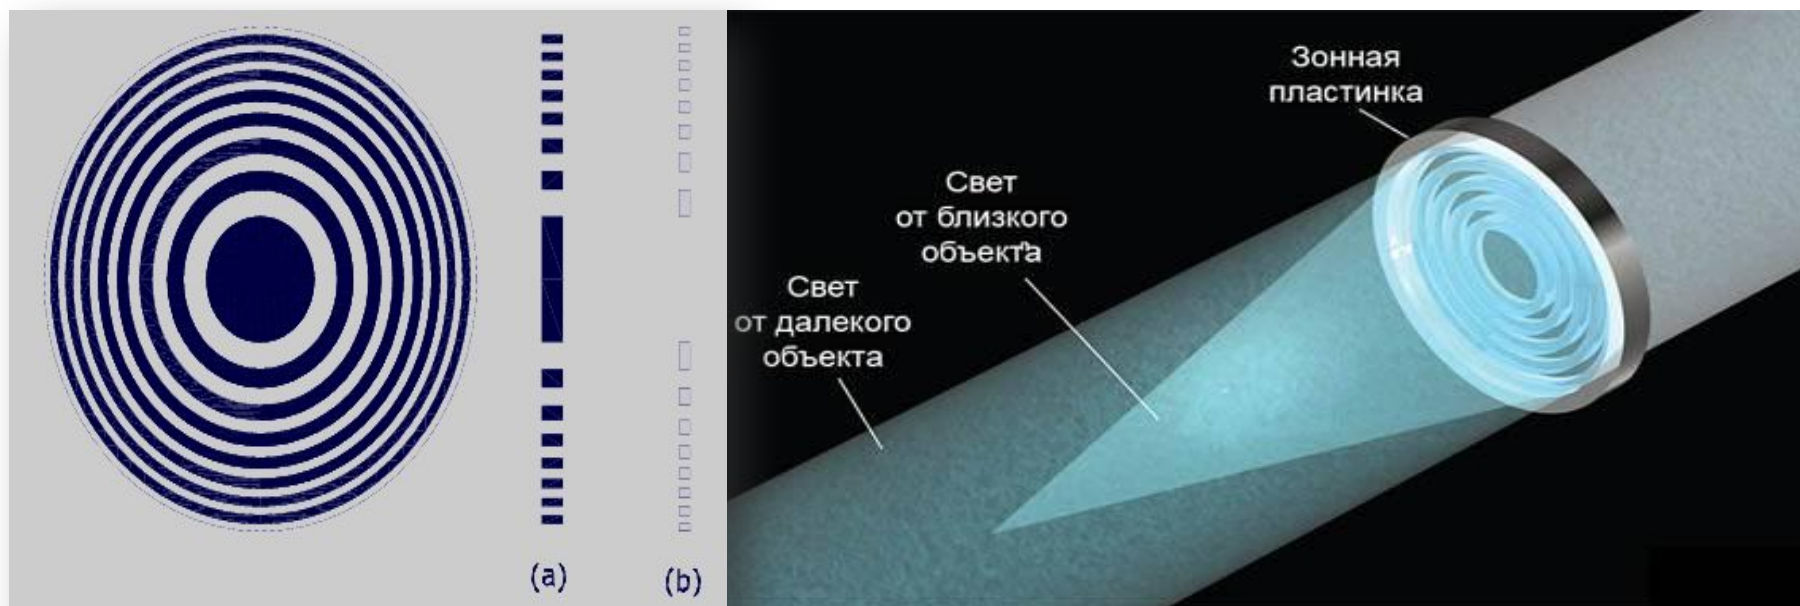 (a)
(b)
Зонная
пластинка
Свет
от близкого
объекта
Свет
от далекого
объекта